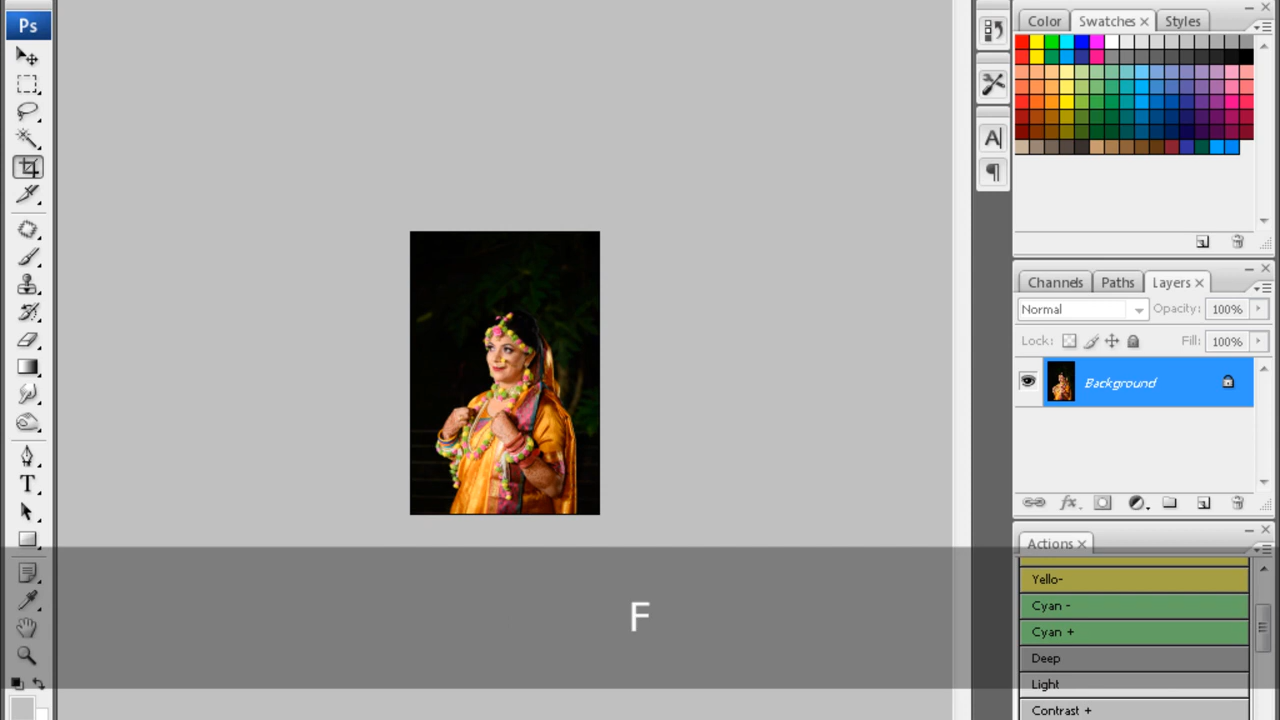 Ps
Color
Swatches
Styles
Channels
Paths
Layers
Normal
Opacity:
100%
Lock:
Fill:
100%
Background
Actions
Yello-
Cyan -
Cyan +
Deep
Light
Contrast +
F
T
A